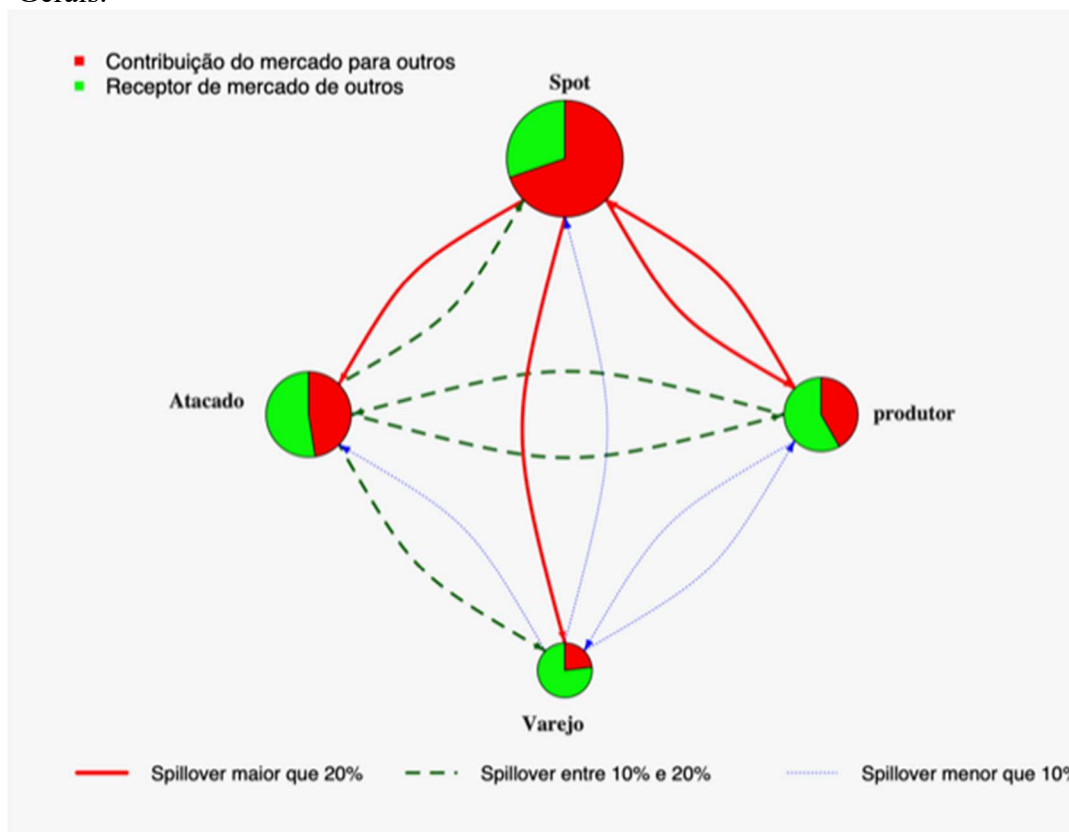 Gerais.
Contribuição do mercado para outros
Receptor de mercado de outros
Spot
Atacado
produtor
Varejo
Spillover maior que 20% Spillover entre 10% e 20% Spillover menor que 10%